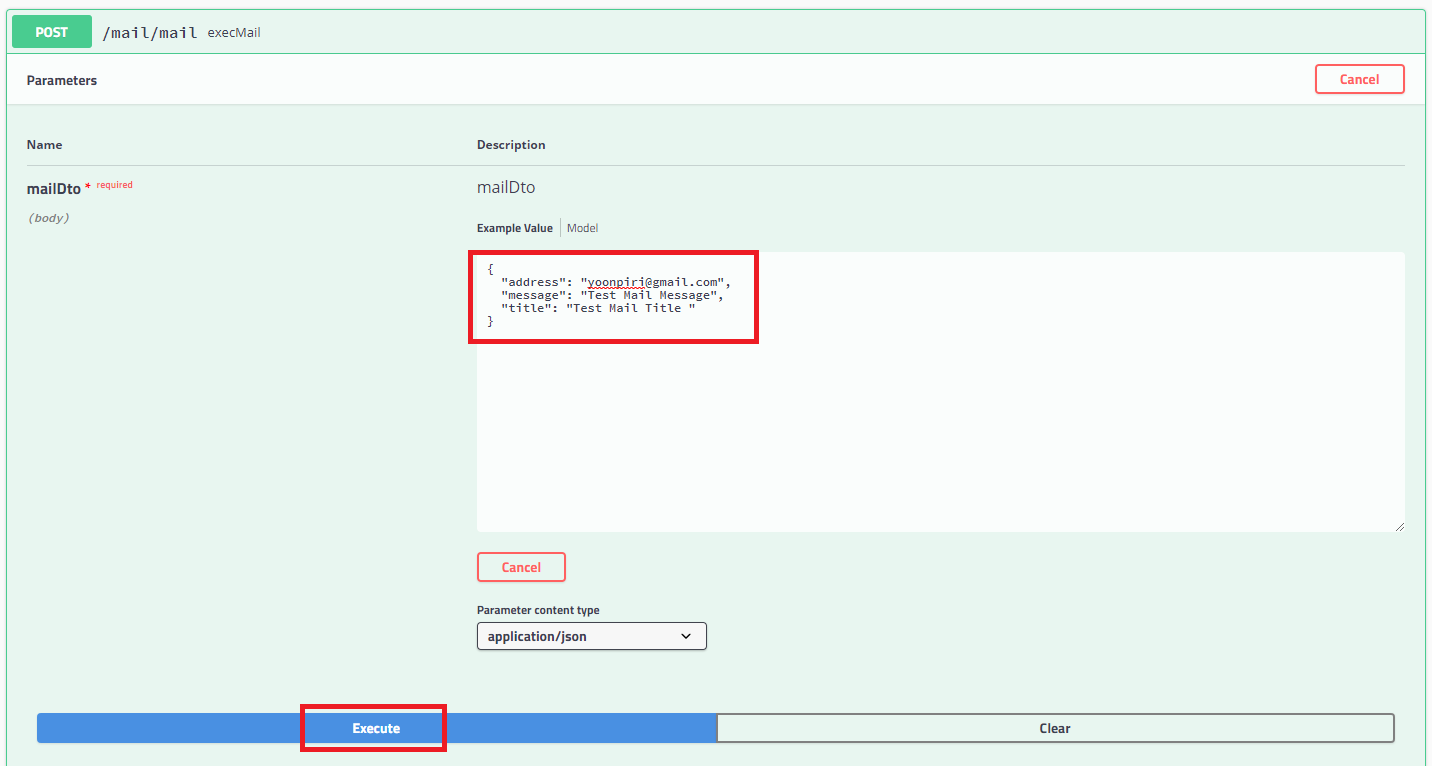 POST /mail/mail execMail
Parameters
Cancel
Name Description
mailDto * required mailDto
(body)
Example Value Model
{
"address": "yoonpiri@gmail.com",
"message": "Test Mail Message",
"title": "Test Mail Title "
}
Cancel
Parameter content type
application/json
Execute Clear